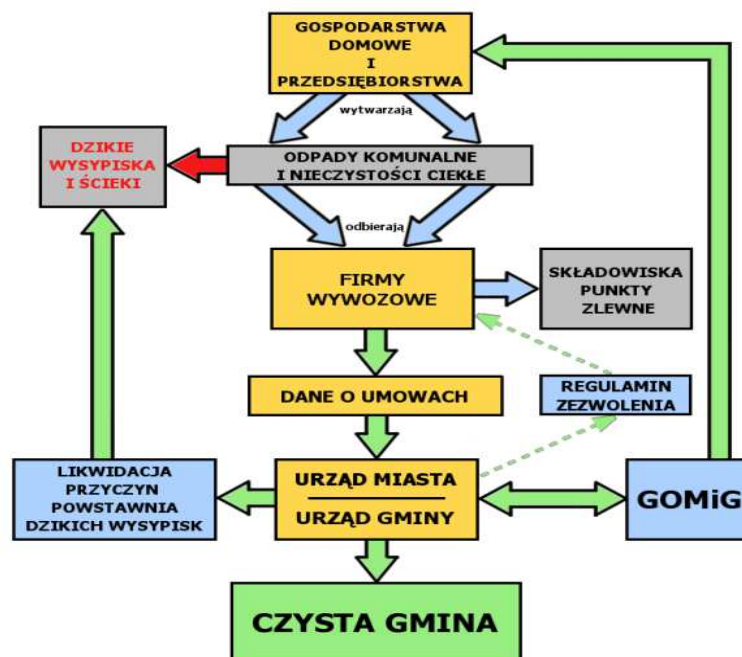 GOSPODARSTWA
DOMOWE
I
PRZEDSIĘBIORSTWA
wytwarzają
DZIKIE
WYSYPISKA
I ŚCIEKI
ODPADY KOMUNALNE
I NIECZYSTOŚCI CIEKŁE
odbierają
FIRMY
WYWOZOWE
SKŁADOWISKA
PUNKTY
ZLEWNE
DANE O UMOWACH
REGULAMIN
ZEZWOLENIA
LIKWIDACJA
PRZYCZYN
POWSTAWNIA
DZIKICH WYSYPISK
URZĄD MIASTA
URZĄD GMINY
GOMiG
CZYSTA GMINA